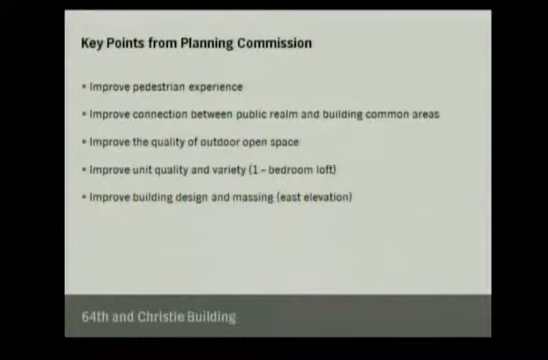 Key Points from Planning Commission
▪ Improve pedestrian experience
▪ Improve connection between public realm and building common areas
▪ Improve the quality of outdoor open space
▪ Improve unit quality and variety (1 - bedroom loft)
▪ Improve building design and massing (east elevation)
64th and Christie Building